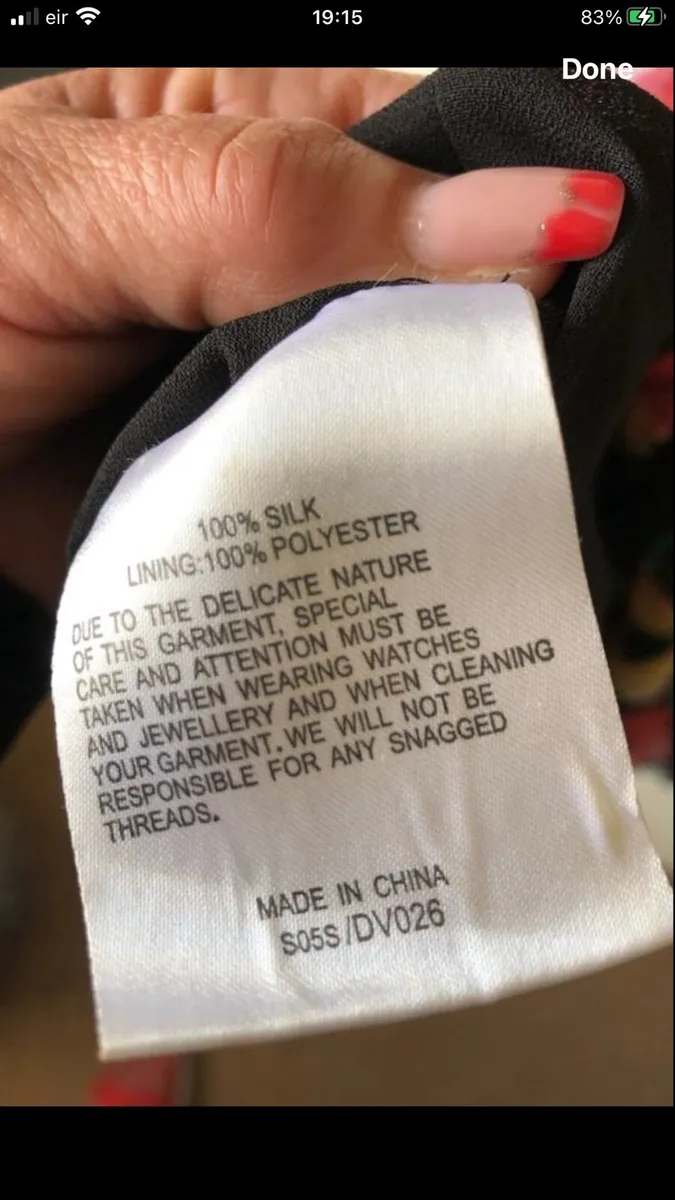 eir 19:15 83%
Done
100% SILK
LINING:100% POLYESTER
DUE TO THE DELICATE NATURE
OF THIS GARMENT, SPECIAL
CARE AND ATTENTION MUST BE
TAKEN WHEN WEARING WATCHES
AND JEWELLERY AND WHEN CLEANING
YOUR GARMENT. WE WILL NOT BE
RESPONSIBLE FOR ANY SNAGGED
THREADS.
MADE IN CHINA
S05S/DV026